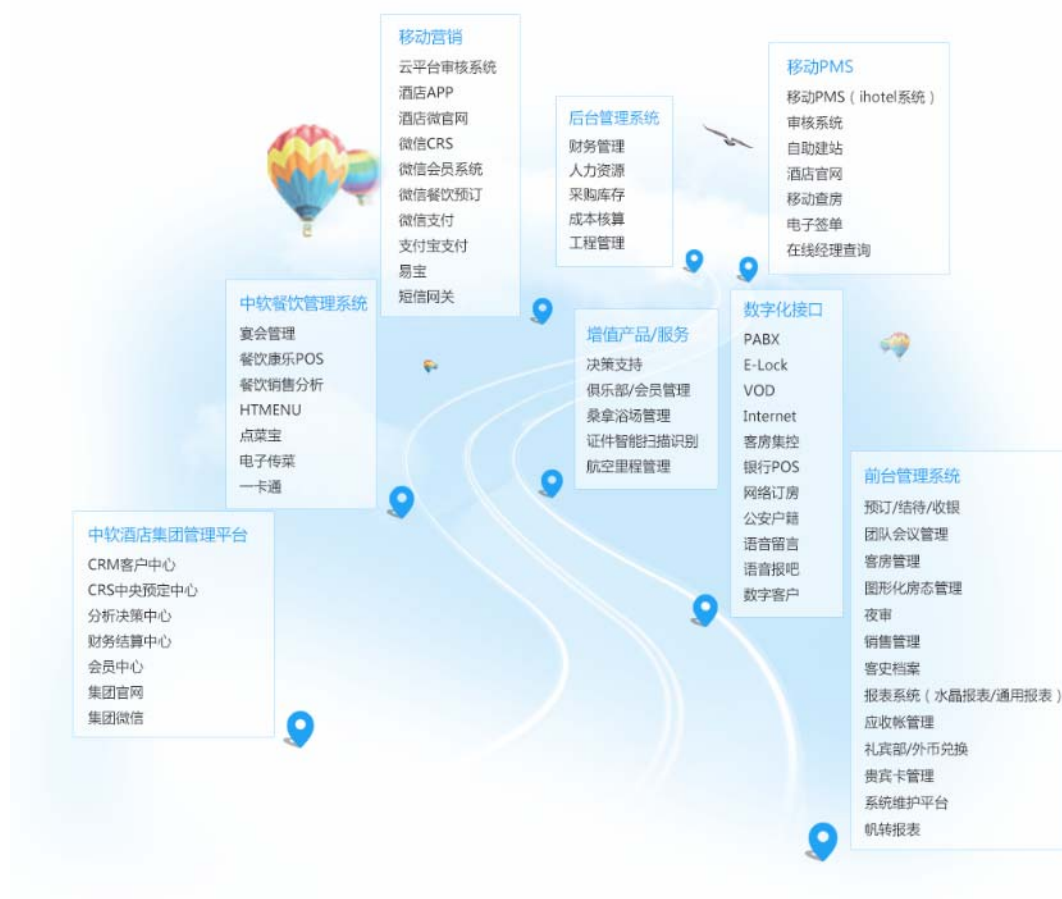 移动营销
云平台审核系统
酒店APP
酒店微官网
微信CRS
微信会员系统
微信餐饮预订
微信支付
支付宝支付
易宝
短信网关
后台管理系统
财务管理
人力资源
采购库存
成本核算
工程管理
移动PMS
移动PMS（ihotel系统）
审核系统
自助建站
酒店官网
移动查房
电子签单
在线经理查询
中软餐饮管理系统
宴会管理
餐饮康乐POS
餐饮销售分析
HTMENU
点菜宝
电子传菜
一卡通
增值产品/服务
决策支持
俱乐部/会员管理
桑拿浴场管理
证件智能扫描识别
航空里程管理
数字化接口
PABX
E-Lock
VOD
Internet
客房集控
银行POS
网络订房
公安户籍
语音留言
语音报吧
数字客户
中软酒店集团管理平台
CRM客户中心
CRS中央预定中心
分析决策中心
财务结算中心
会员中心
集团官网
集团微信
前台管理系统
预订/结待/收银
团队会议管理
客房管理
图形化房态管理
夜审
销售管理
客史档案
报表系统（水晶报表/通用报表）
应收帐管理
礼宾部/外币兑换
贵宾卡管理
系统维护平台
帆转报表